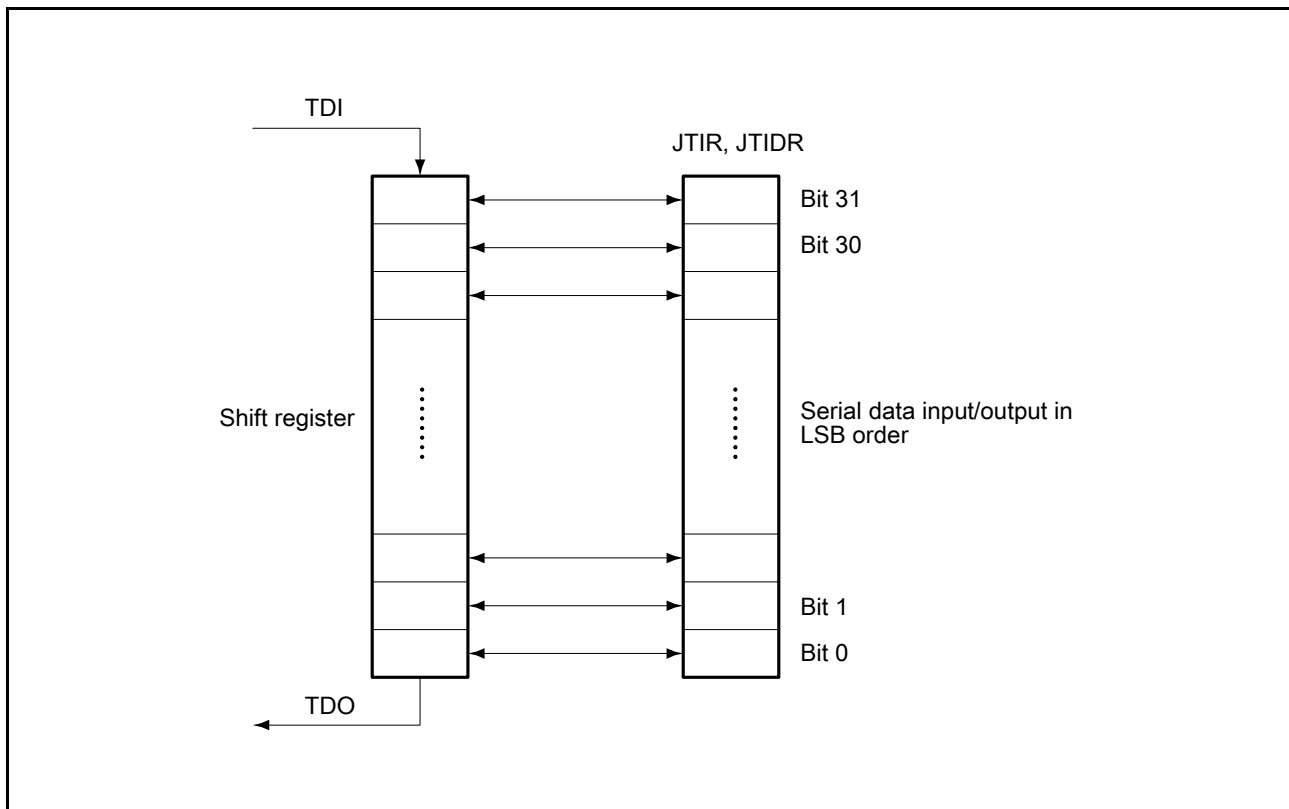 TDI
JTIR, JTIDR
Bit 31
Bit 30
Shift register
Serial data input/output in
LSB order
Bit 1
Bit 0
TDO